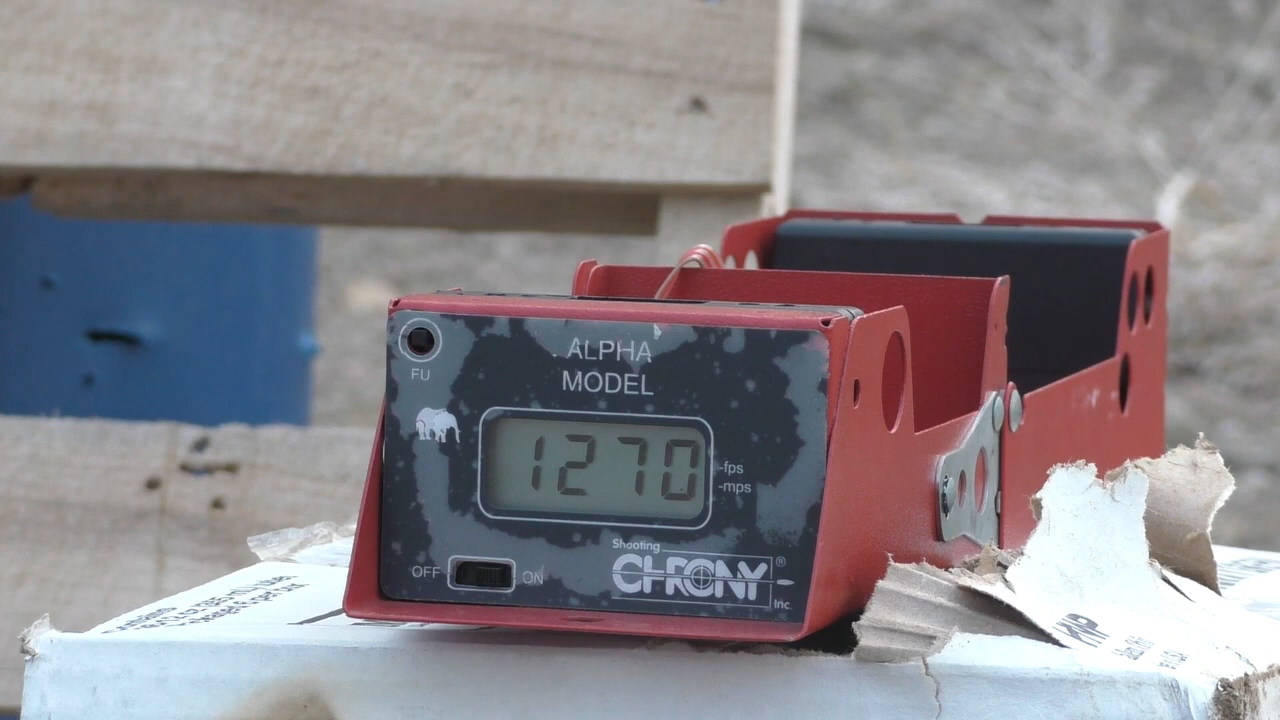 FU
ALPHA
MODEL
1270
-fps
-mps
OFF
ON
Shooting
CHRONY®
Inc.